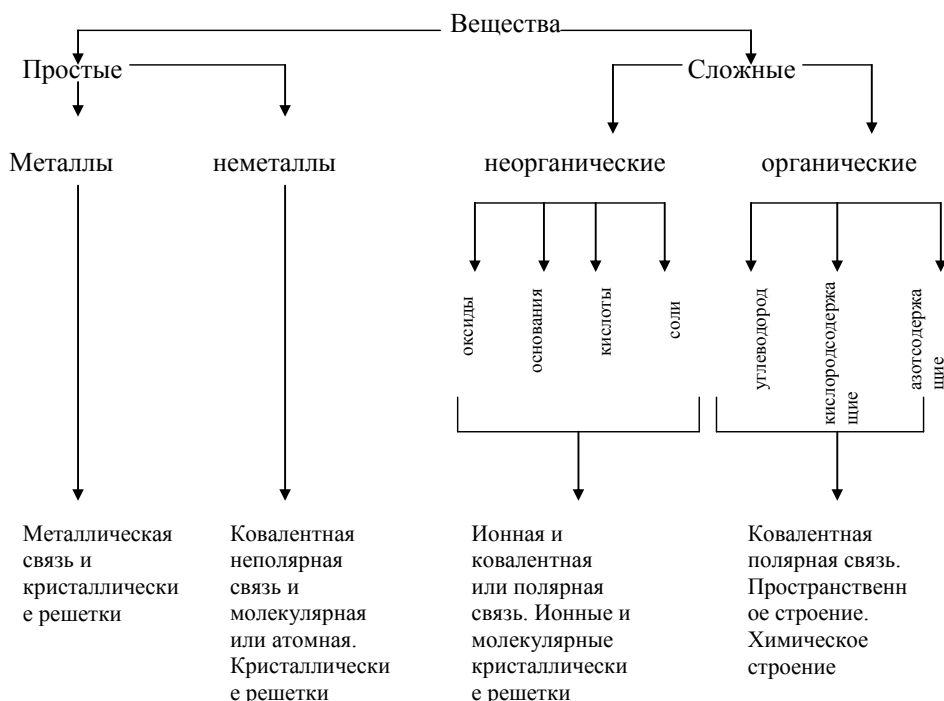 Вещества
Простые
Сложные
Металлы
неметаллы
неорганические
органические
оксиды
основания
кислоты
соли
углеводород
кислородсодержа
щие
азотсодержа
щие
Металлическая
связь и
кристаллически
е решетки
Ковалентная
неполярная
связь и
молекулярная
или атомная.
Кристаллически
е решетки
Ионная и
ковалентная
или полярная
связь. Ионные и
молекулярные
кристаллически
е решетки
Ковалентная
полярная связь.
Пространственн
ое строение.
Химическое
строение